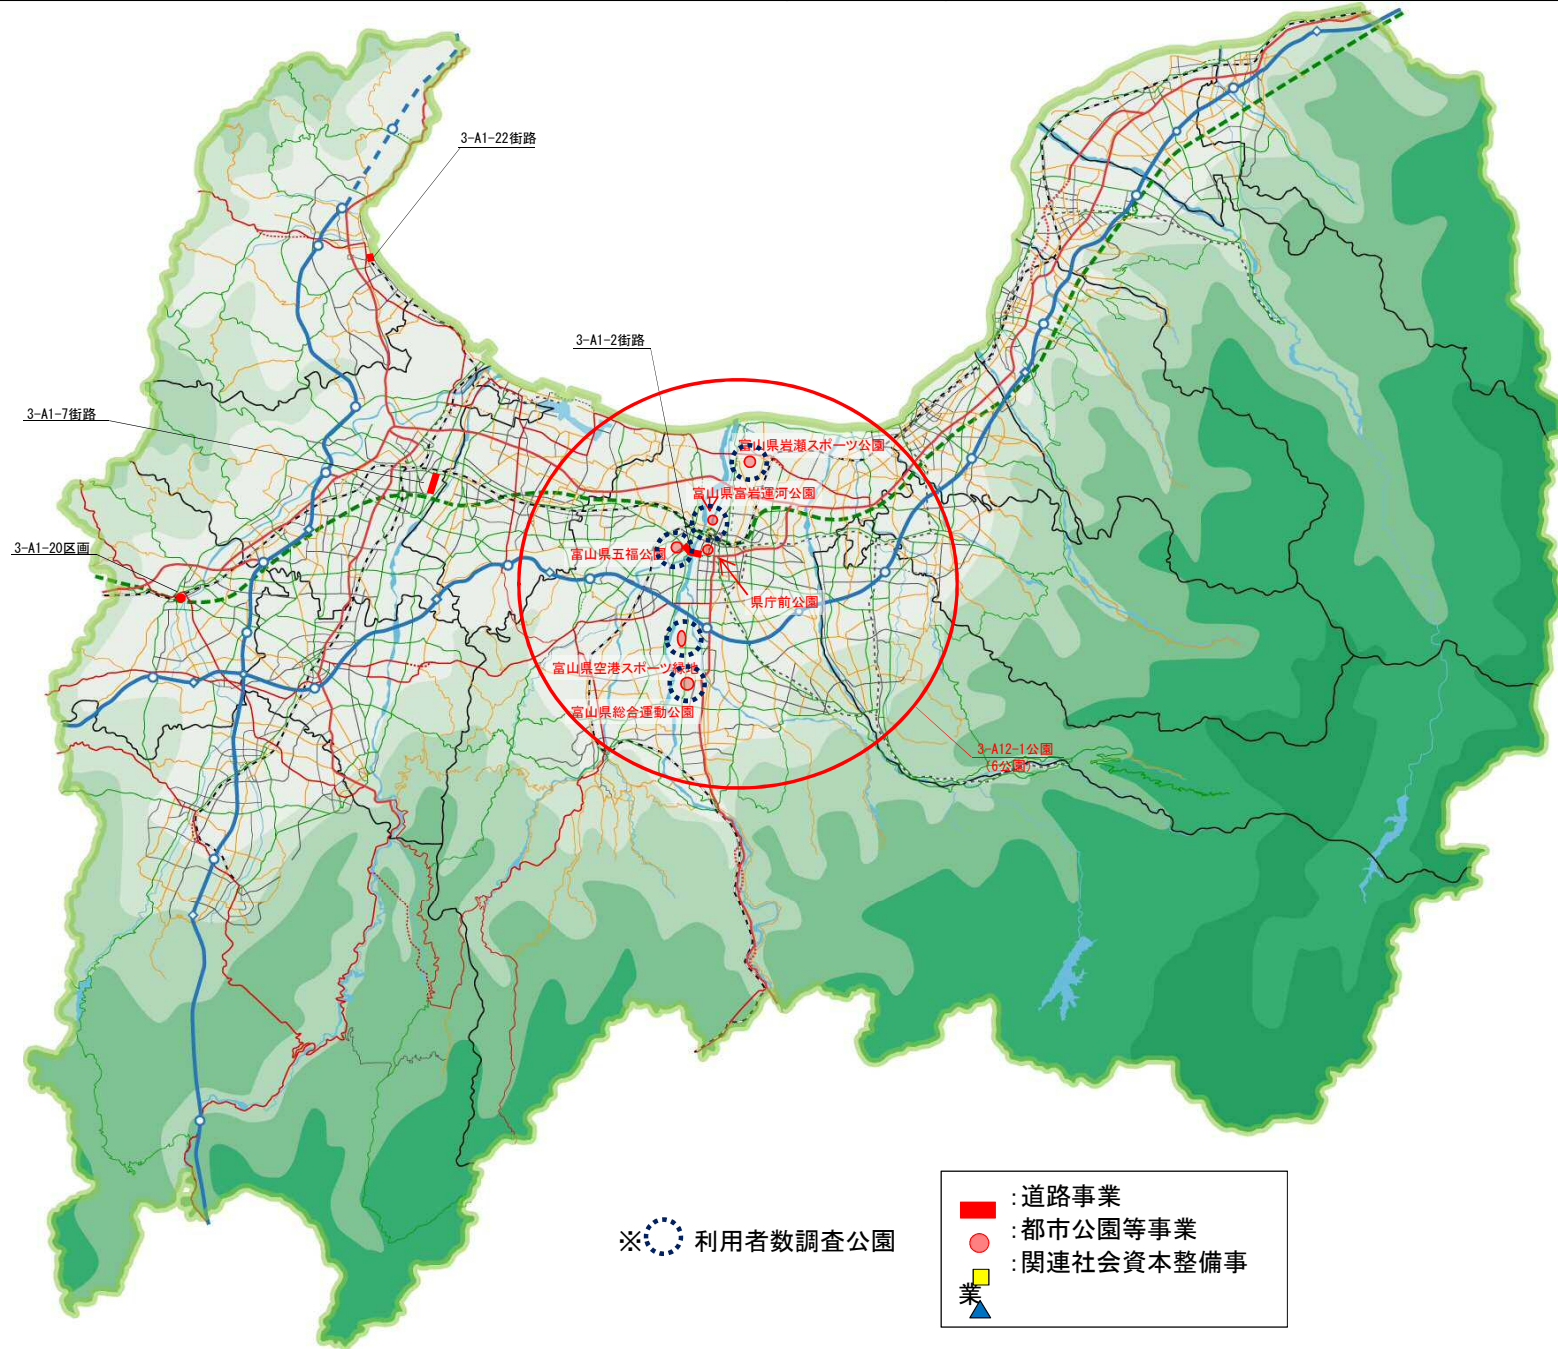 3-A1-22街路
3-A1-2街路
3-A1-7街路
富山県岩瀬スポーツ公園
富山県富岩運河公園
3-A1-20区画
富山県五福公園
県庁前公園
富山県空港スポーツ緑地
富山県総合運動公園
3-A12-1公園
(6公園)
※ 利用者数調査公園
:道路事業
:都市公園等事業
:関連社会資本整備事
業